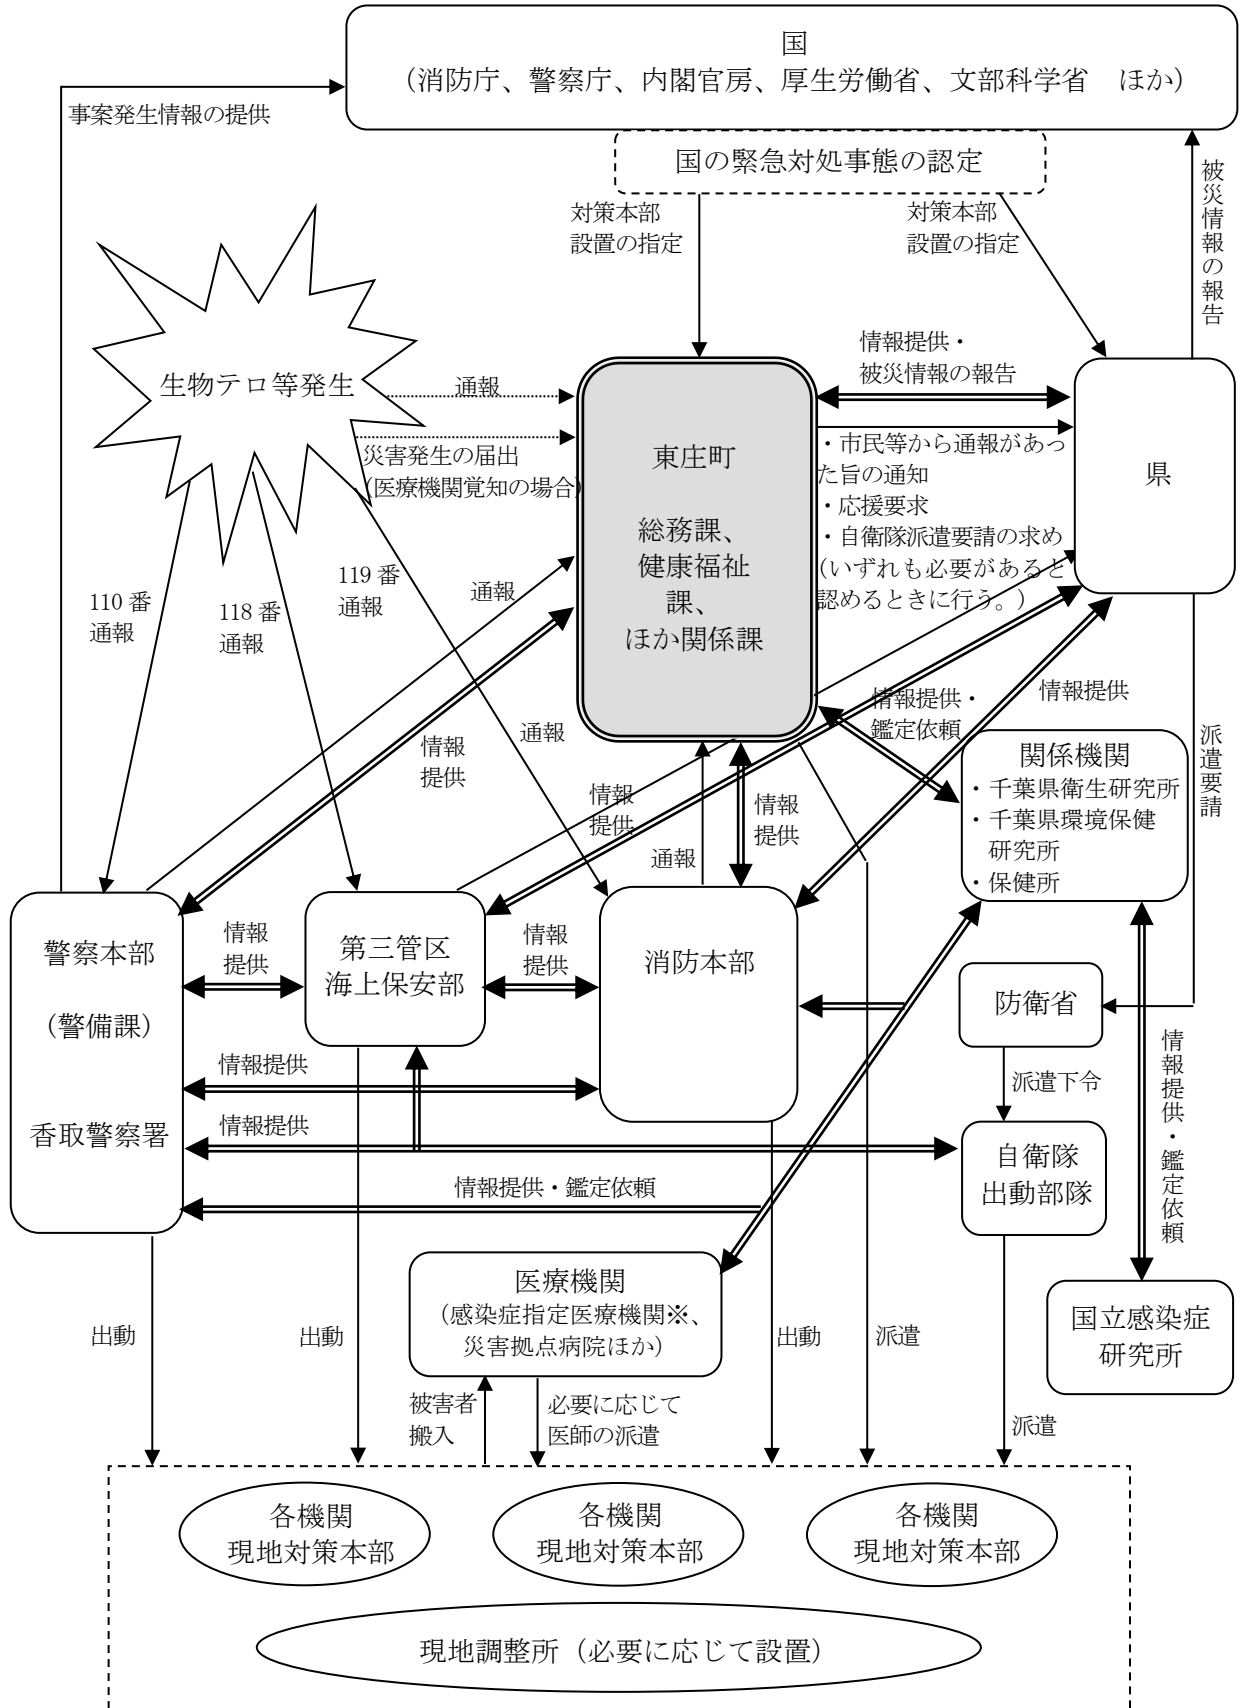 国
（消防庁、警察庁、内閣官房、厚生労働省、文部科学省　ほか）
事案発生情報の提供
国の緊急対処事態の認定
被災情報の報告
対策本部
設置の指定
対策本部
設置の指定
生物テロ等発生
通報
災害発生の届出
（医療機関覚知の場合）
東庄町
総務課、
健康福祉
課、
ほか関係課
情報提供・
被災情報の報告
・市民等から通報があっ
た旨の通知
・応援要求
・自衛隊派遣要請の求め
（いずれも必要があると
認めるときに行う。）
県
110 番
通報
118 番
通報
119 番
通報
通報
情報
提供
通報
情報
提供
通報
情報
提供
情報提供・
鑑定依頼
情報提供
派遣要請
関係機関
・千葉県衛生研究所
・千葉県環境保健
研究所
・保健所
警察本部
（警備課）
香取警察署
情報
提供
第三管区
海上保安部
情報
提供
消防本部
防衛省
派遣下令
情報提供・鑑定依頼
情報提供
情報提供
自衛隊
出動部隊
情報提供・鑑定依頼
医療機関
（感染症指定医療機関※、
災害拠点病院ほか）
国立感染症
研究所
出動
出動
出動
派遣
派遣
被害者
搬入
必要に応じて
医師の派遣
各機関
現地対策本部
各機関
現地対策本部
各機関
現地対策本部
現地調整所（必要に応じて設置）